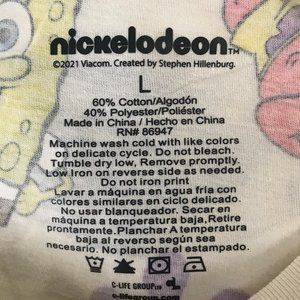 nickelodeon™
©2021 Viacom. Created by Stephen Hillenburg.
L
60% Cotton/Algodón
40% Polyester/Poliéster
Made in China / Hecho en China
RN# 86947
Machine wash cold with like colors
on delicate cycle. Do not bleach.
Tumble dry low, Remove promptly.
Low Iron on reverse side as needed.
Do not iron print
Lavar a máquina en agua fría con
colores similares en ciclo delicado.
No usar blanqueador. Secar en
máquina a temperatura baja,Retire
prontamente.Planchar A temperatura
baja al reverso según sea
necesario. No planchar el estampado.
C-LIFE GROUP LTD
c-lifegroup.com